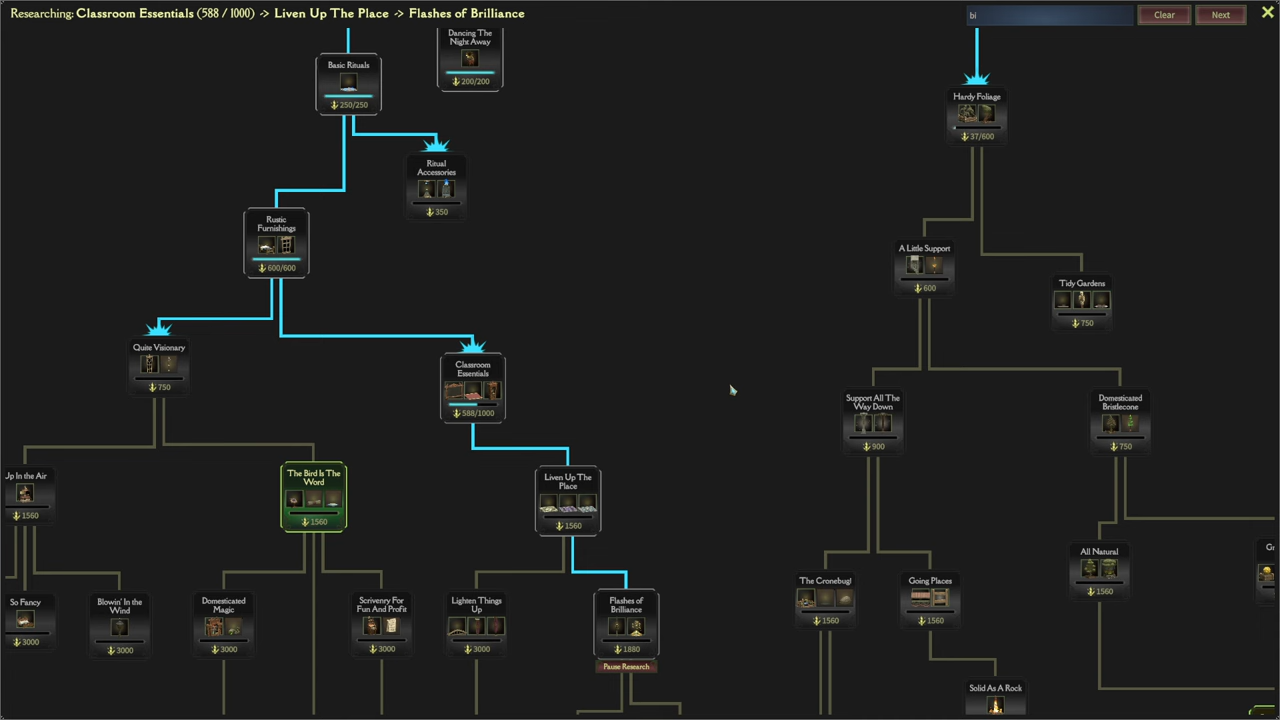 Researching: Classroom Essentials (588 / 1000) -> Liven Up The Place -> Flashes of Brilliance
bi
Clear
Next
Dancing The
Night Away
200/200
Basic Rituals
250/250
Hardy Foliage
37/600
Ritual
Accessories
350
Rustic
Furnishings
600/600
A Little Support
600
Tidy Gardens
750
Quite Visionary
750
Classroom
Essentials
588/1000
Support All The
Way Down
900
Domesticated
Bristlecone
750
Up In the Air
1560
The Bird Is The
Word
1560
Liven Up The
Place
1560
The Cronebug!
1560
Going Places
1560
All Natural
1560
So Fancy
3000
Blowin' In the
Wind
3000
Domesticated
Magic
3000
Scrivenry For
Fun And Profit
3000
Lighten Things
Up
3000
Flashes of
Brilliance
1880
Pause Research
Solid As A Rock